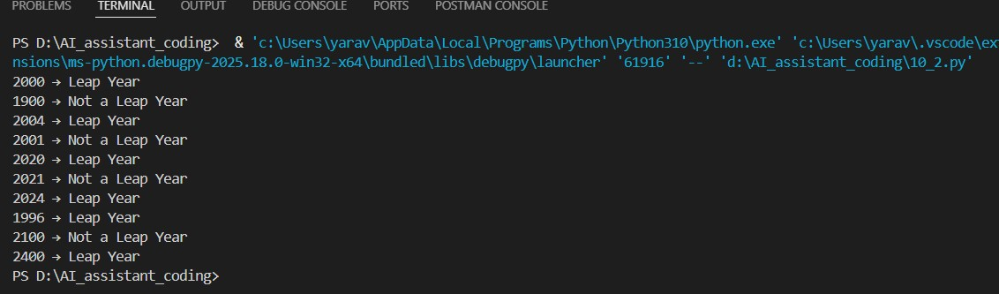 PROBLEMS TERMINAL OUTPUT DEBUG CONSOLE PORTS POSTMAN CONSOLE
PS D:\AI_assistant_coding>  & 'c:\Users\yarav\AppData\Local\Programs\Python\Python310\python.exe' 'c:\Users\yarav\.vscode\ext
nsions\ms-python.debugpy-2025.18.0-win32-x64\bundled\libs\debugpy\launcher' '61916' '--' 'd:\AI_assistant_coding\10_2.py'
2000 → Leap Year
1900 → Not a Leap Year
2004 → Leap Year
2001 → Not a Leap Year
2020 → Leap Year
2021 → Not a Leap Year
2024 → Leap Year
1996 → Leap Year
2100 → Not a Leap Year
2400 → Leap Year
PS D:\AI_assistant_coding>